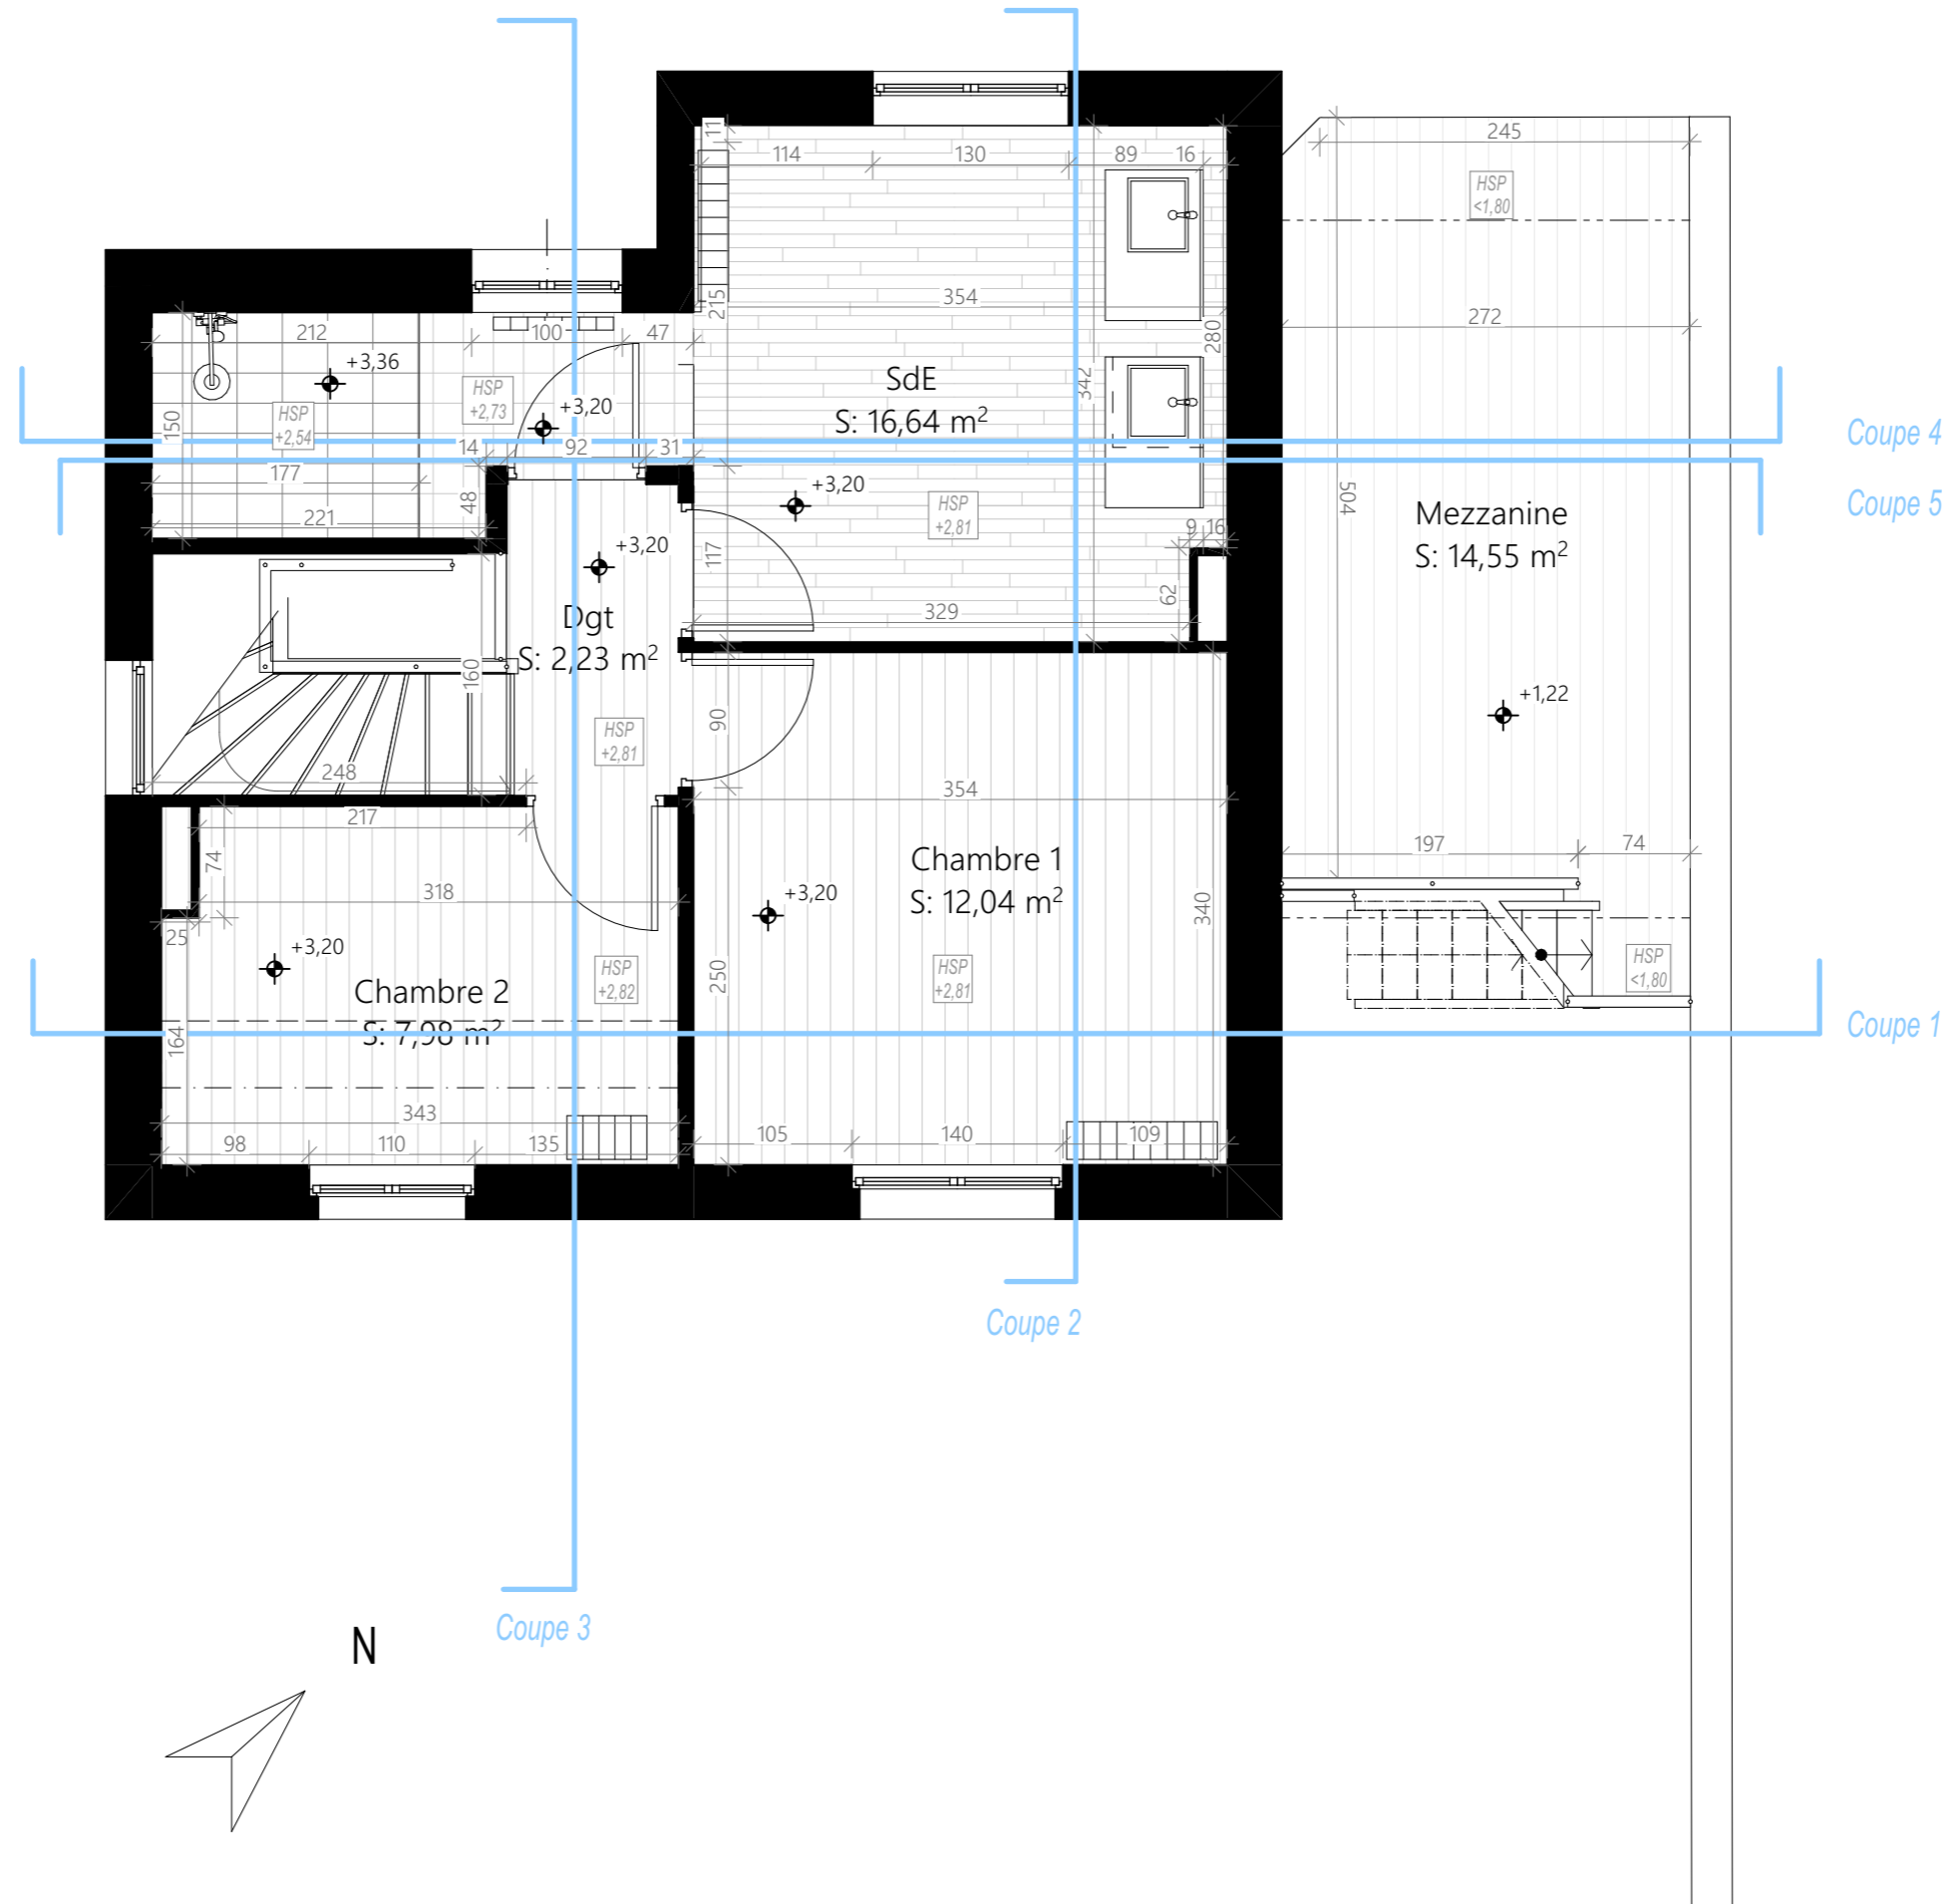 245
11
114
130
89
16
HSP
<1,80
215
354
272
212
100
47
280
+3,36
HSP
+2,73
SdE
S: 16,64 m²
342
+3,20
HSP
+2,54
150
Coupe 4
14
92
31
177
+3,20
HSP
+2,81
504
Mezzanine
S: 14,55 m²
Coupe 5
48
221
9
16
+3,20
117
62
Dgt
S: 2,23 m²
329
160
+1,22
90
HSP
+2,81
248
354
217
197
74
74
318
Chambre 1
S: 12,04 m²
+3,20
340
25
+3,20
HSP
+2,82
HSP
+2,81
HSP
<1,80
250
Chambre 2
S: 7,98 m²
164
Coupe 1
343
98
110
135
105
140
109
Coupe 2
Coupe 3
N